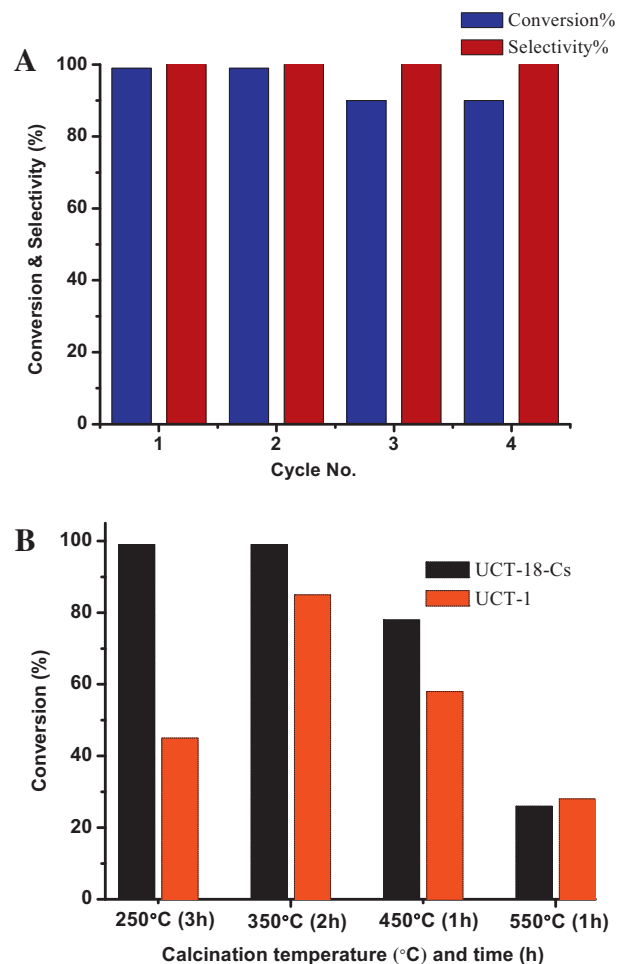 Conversion%
Selectivity%
A
100
80
60
40
20
0
Conversion & Selectivity (%)
1 2 3 4
Cycle No.
B
100
80
60
40
20
0
Conversion (%)
UCT-18-Cs
UCT-1
250°C (3h) 350°C (2h) 450°C (1h) 550°C (1h)
Calcination temperature (°C) and time (h)